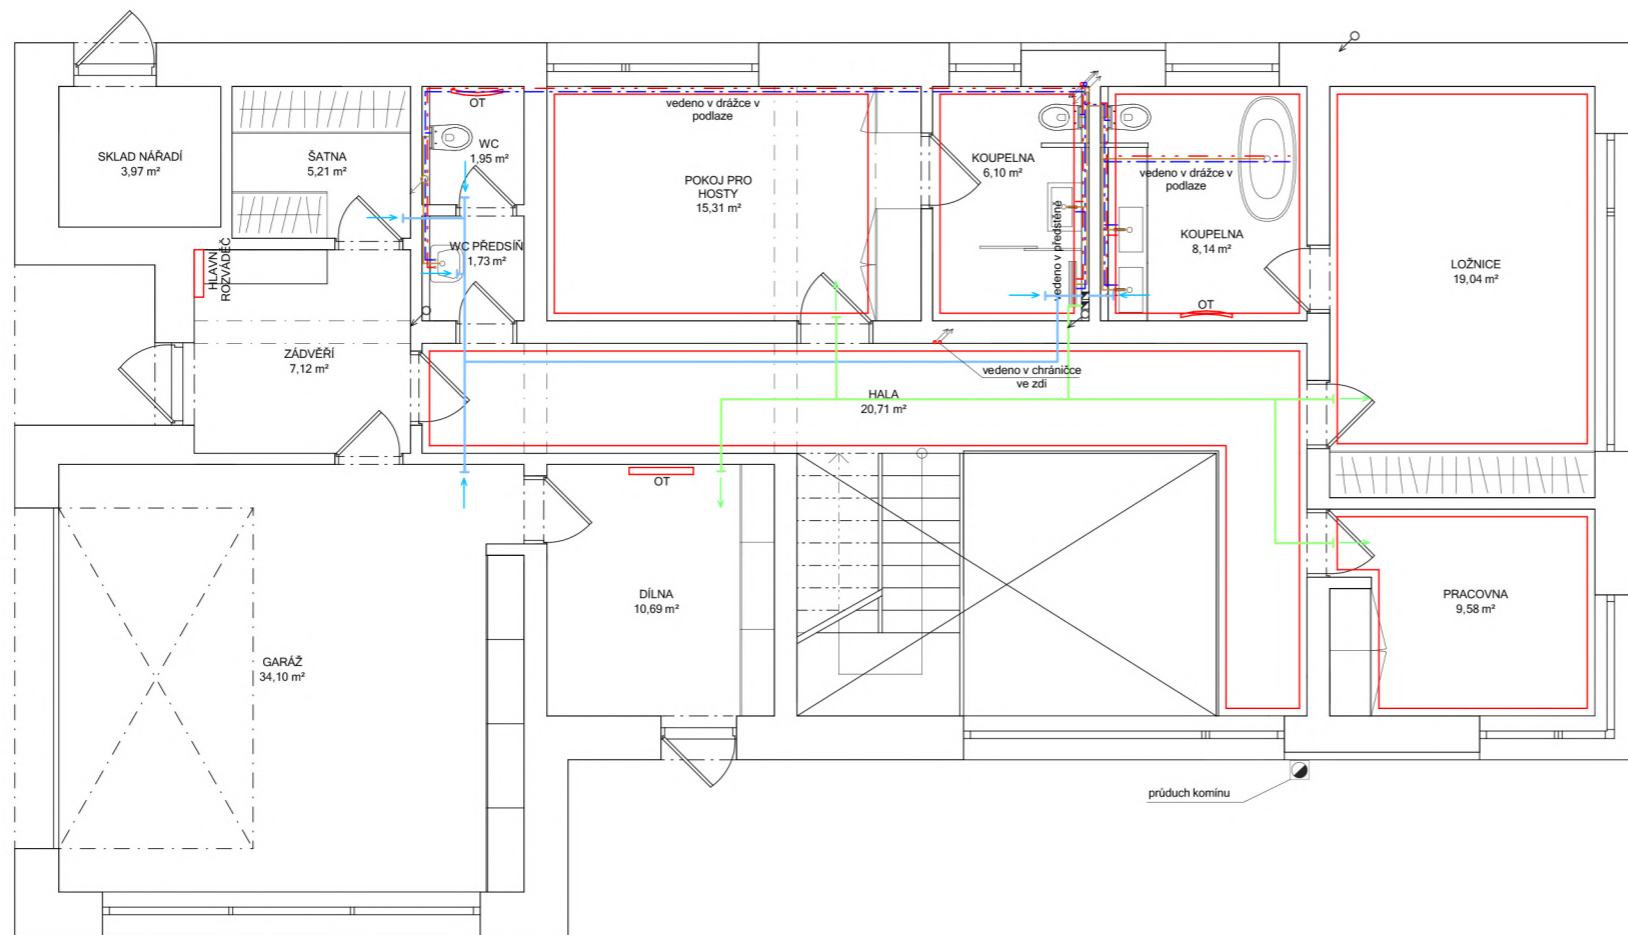 OT
vedeno v drážce v
podlaze
SKLAD NÁŘADÍ
3,97 m²
ŠATNA
5,21 m²
WC
1,95 m²
POKOJ PRO
HOSTY
15,31 m²
KOUPELNA
6,10 m²
vedeno v drážce v
podlaze
KOUPELNA
8,14 m²
WC PŘEDSÍŇ
1,73 m²
HLAVNÍ
ROZVÁDĚČ
vedeno v předstěně
LOŽNICE
19,04 m²
OT
ZÁDVEŘÍ
7,12 m²
vedeno v chráničce
ve zdi
HALA
20,71 m²
OT
DÍLNA
10,69 m²
PRACOVNA
9,58 m²
GARÁŽ
34,10 m²
průduch komínu